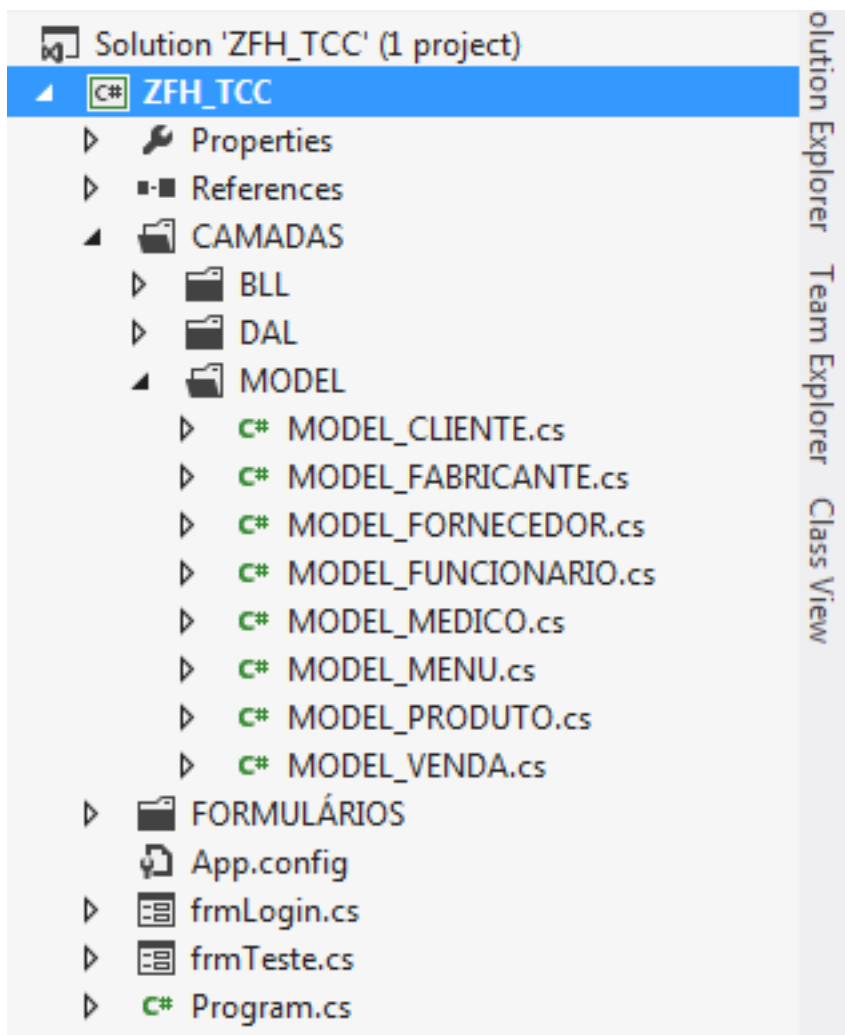 Solution 'ZFH_TCC' (1 project)
C# ZFH_TCC
Properties
References
CAMADAS
BLL
DAL
MODEL
C# MODEL_CLIENTE.cs
C# MODEL_FABRICANTE.cs
C# MODEL_FORNECEDOR.cs
C# MODEL_FUNCIONARIO.cs
C# MODEL_MEDICO.cs
C# MODEL_MENU.cs
C# MODEL_PRODUTO.cs
C# MODEL_VENDA.cs
FORMULÁRIOS
App.config
frmLogin.cs
frmTeste.cs
C# Program.cs
olution Explorer
Team Explorer
Class View